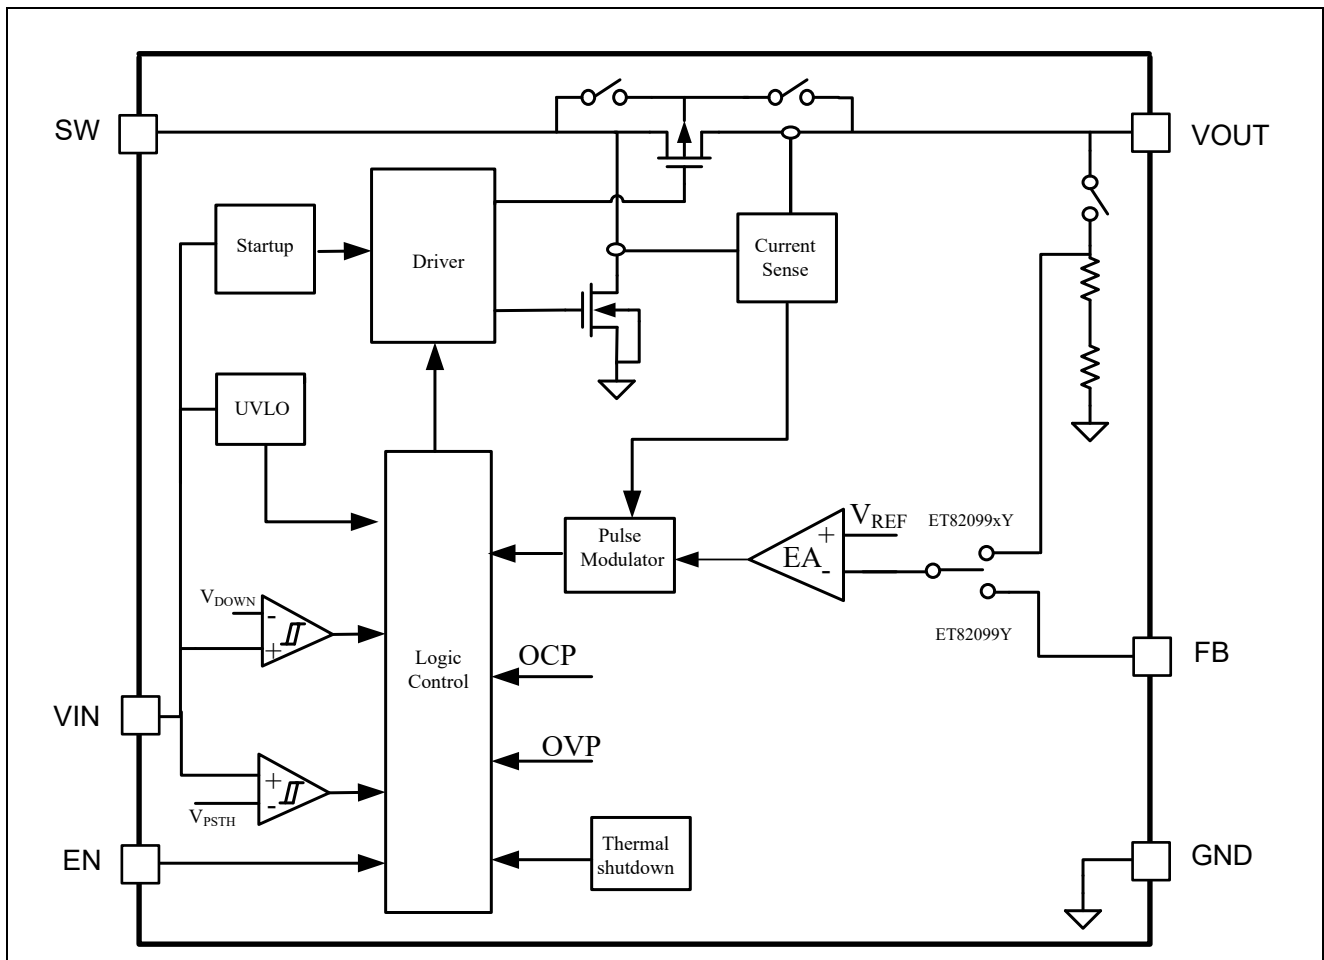 SW
VOUT
Startup
Driver
Current
Sense
UVLO
VREF
ET82099xY
Pulse
Modulator
EA
+
-
VDOWN
-
+
ET82099Y
Logic
Control
OCP
FB
VIN
OVP
+
-
VPSTH
EN
Thermal
shutdown
GND